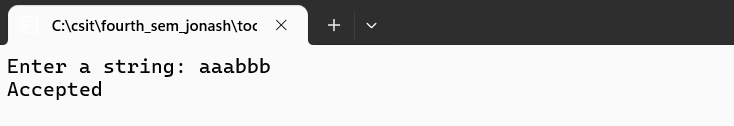 C:\csit\fourth_sem_jonash\toc
Enter a string: aaabbb
Accepted